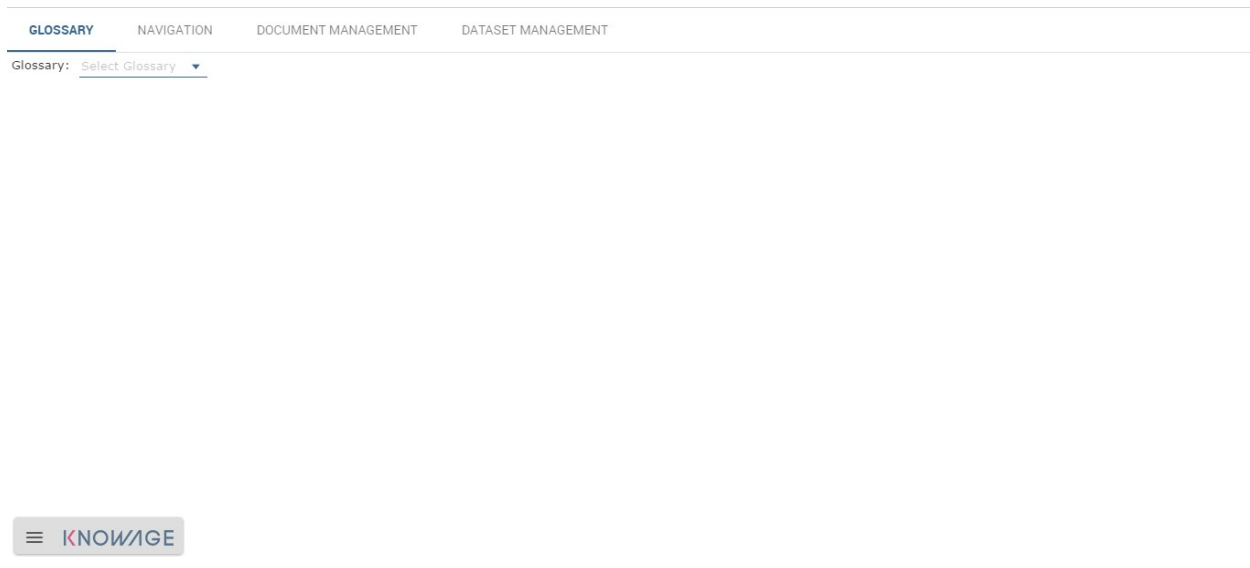 GLOSSARY NAVIGATION DOCUMENT MANAGEMENT DATASET MANAGEMENT
Glossary: Select Glossary
KNOWAGE